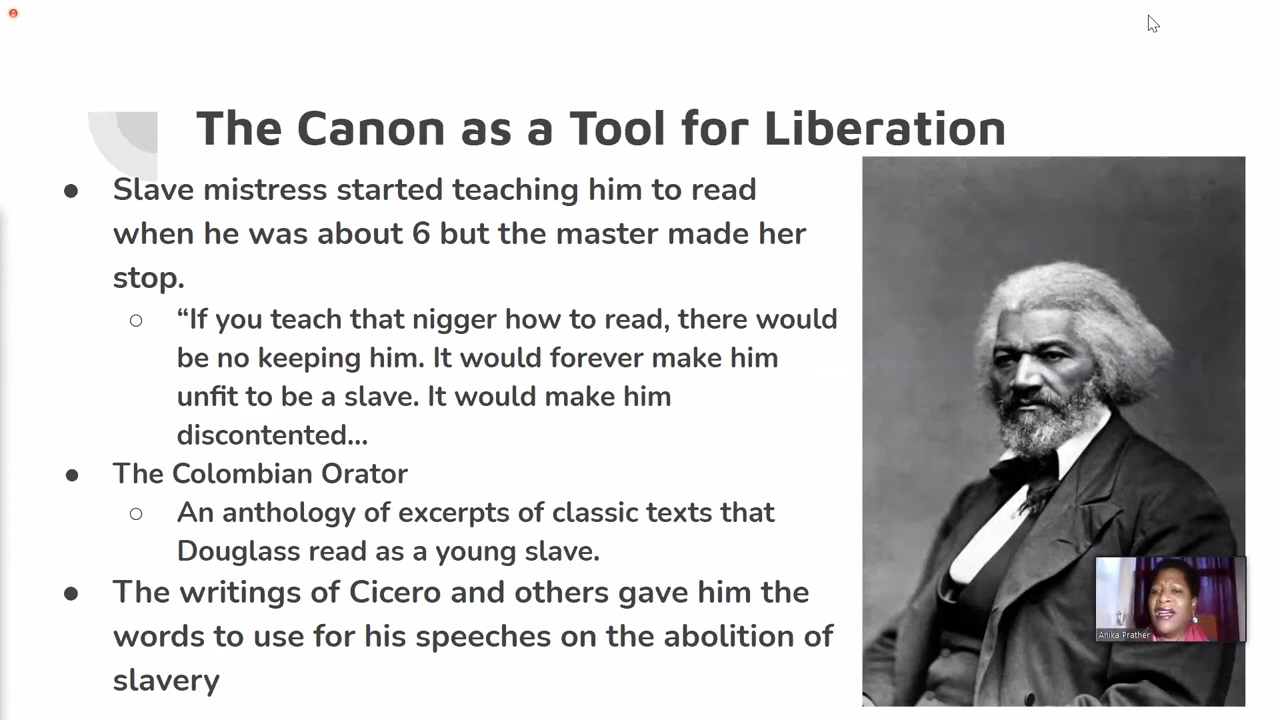 The Canon as a Tool for Liberation
● Slave mistress started teaching him to read
when he was about 6 but the master made her
stop.
○ “If you teach that nigger how to read, there would
be no keeping him. It would forever make him
unfit to be a slave. It would make him
discontented...
● The Colombian Orator
○ An anthology of excerpts of classic texts that
Douglass read as a young slave.
● The writings of Cicero and others gave him the
words to use for his speeches on the abolition of
slavery
Anika Prather